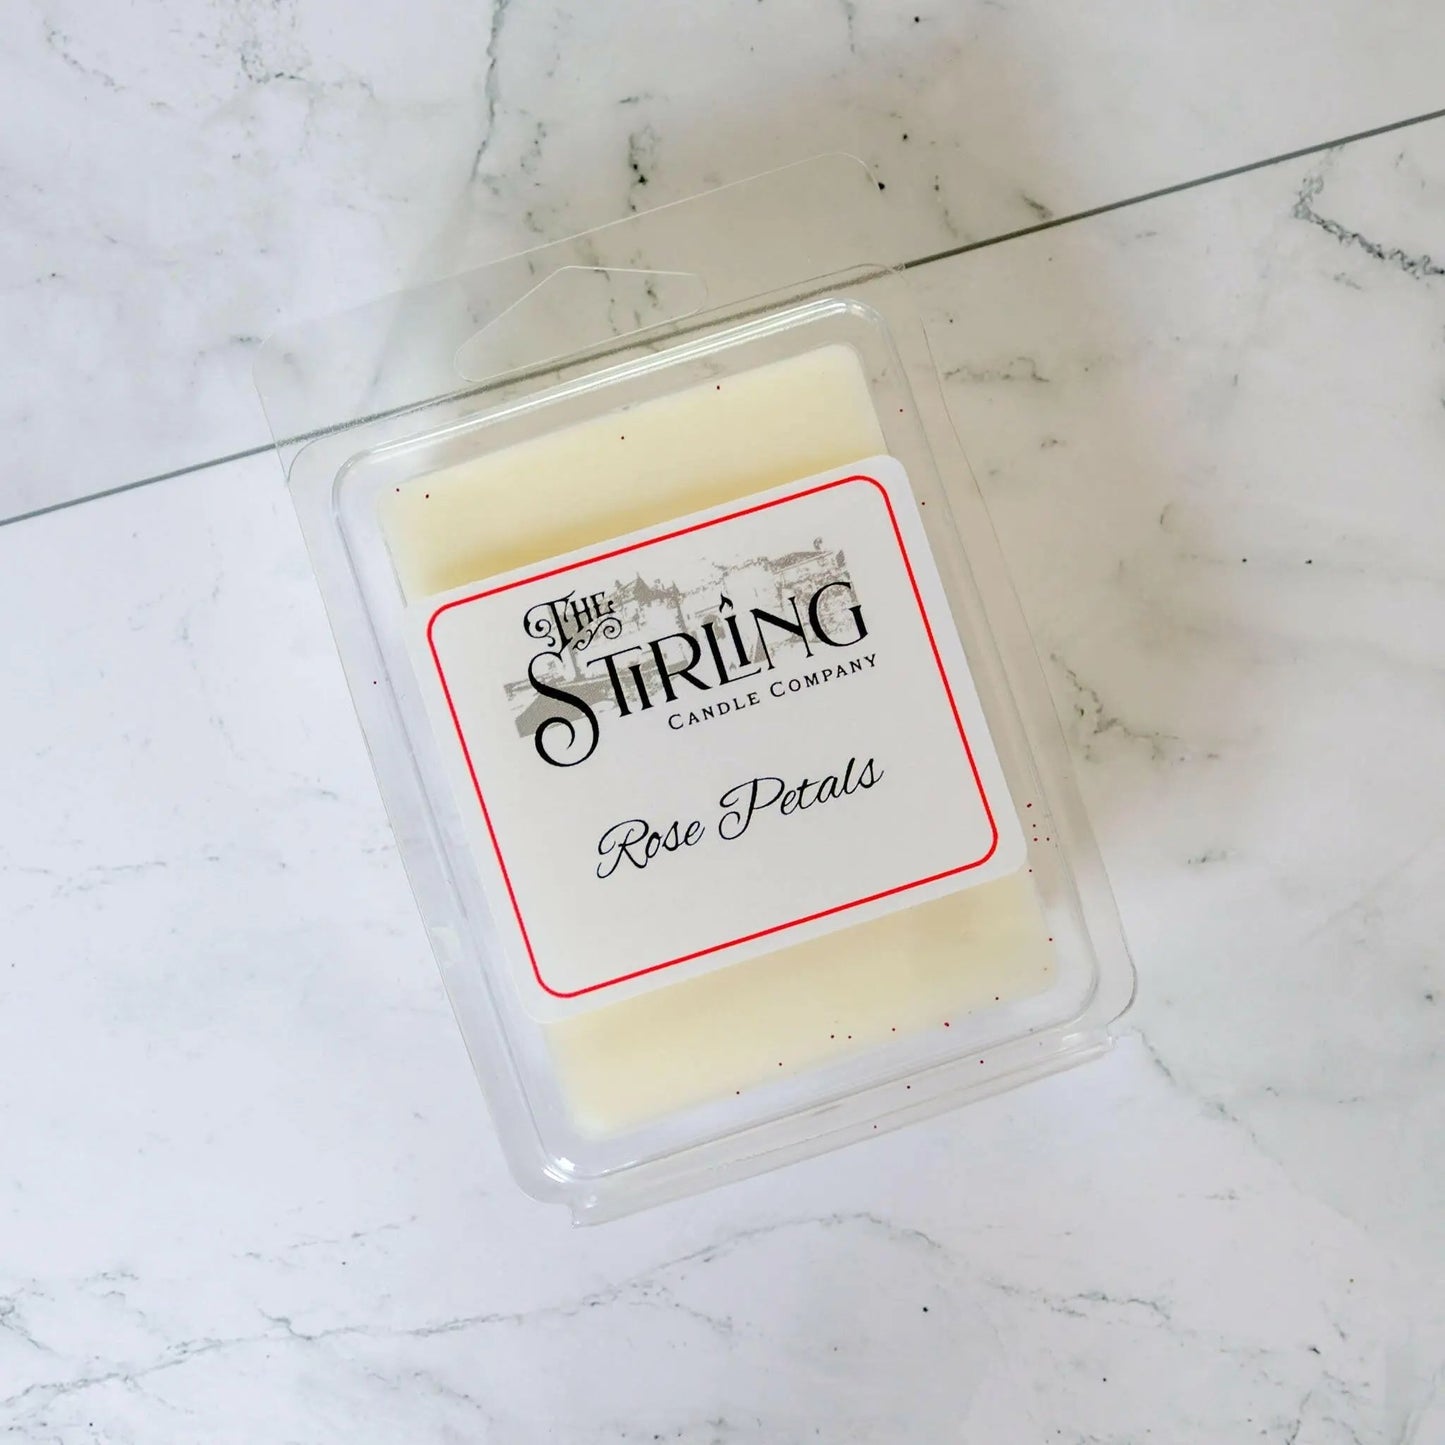 The
Stirling
Candle Company
Rose Petals